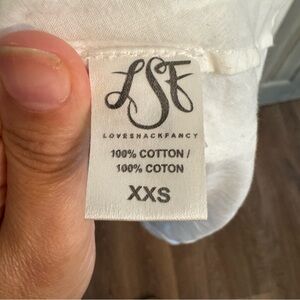 LSF
LOVESHACKFANCY
100% COTTON /
100% COTON
XXS